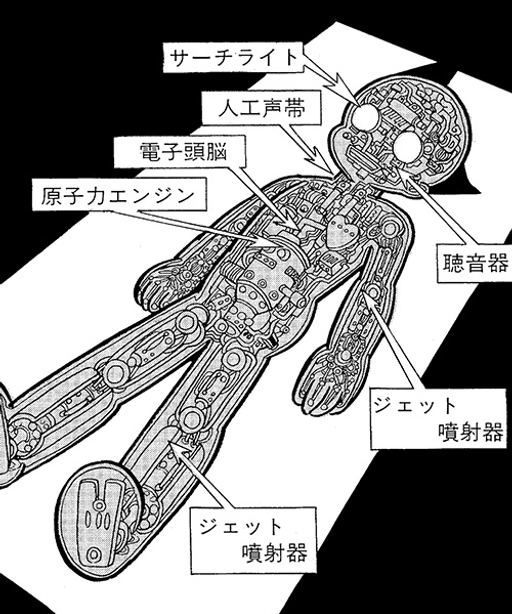 サーチライト
人工声帯
電子頭脳
原子力エンジン
聴音器
ジェット
噴射器
ジェット
噴射器